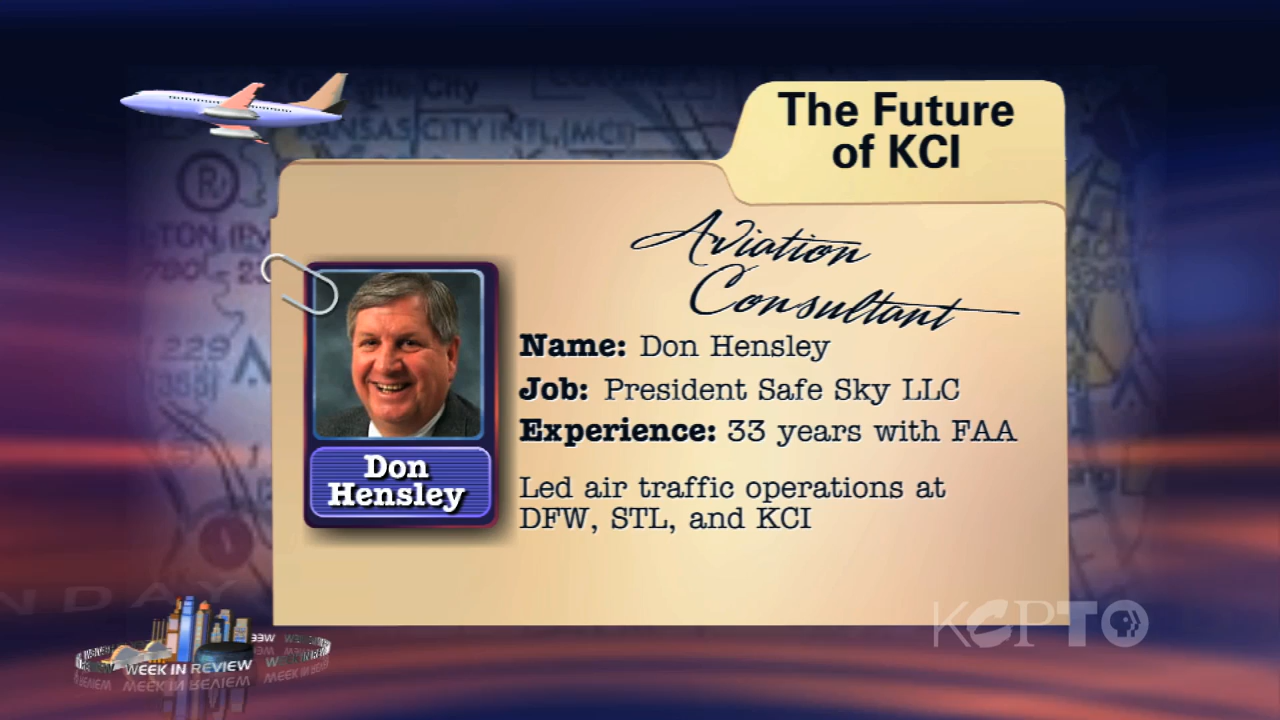 The Future
of KCI
Aviation
Consultant
Name: Don Hensley
Job: President Safe Sky LLC
Experience: 33 years with FAA
Led air traffic operations at
DFW, STL, and KCI
Don
Hensley
KANSAS CITY INTL (MCI)
R
229
WEEK IN REVIEW
KCPT
PBS